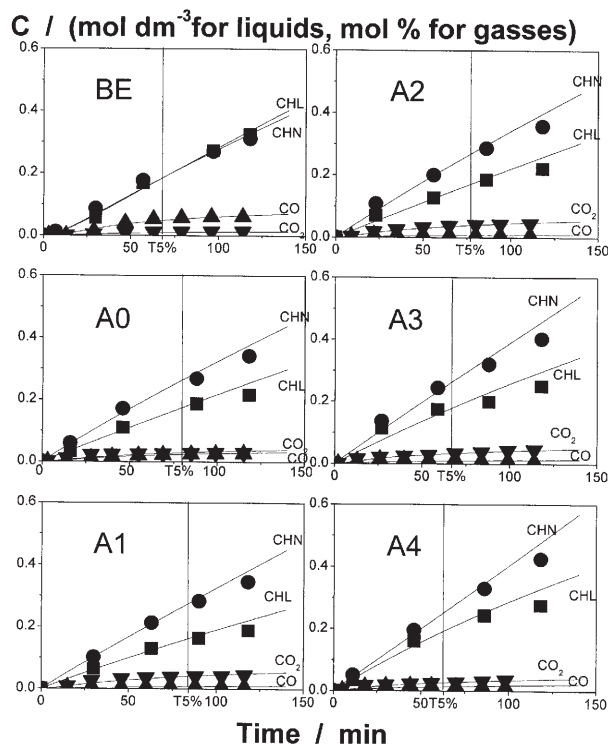 C / (mol dm⁻³for liquids, mol % for gasses)
0.6
0.4
0.2
0.0
BE
CHL
CHN
CO
CO₂
0 50 T5% 100 150
0.6
0.4
0.2
0.0
A2
CHN
CHL
CO₂
CO
0 50 T5% 100 150
0.6
0.4
0.2
0.0
A0
CHN
CHL
CO₂
CO
0 50 T5% 100 150
0.6
0.4
0.2
0.0
A3
CHN
CHL
CO₂
CO
0 50 T5% 100 150
0.6
0.4
0.2
0.0
A1
CHN
CHL
CO₂
CO
0 50 T5% 100 150
0.6
0.4
0.2
0.0
A4
CHN
CHL
CO₂
CO
0 50T5% 100 150
Time / min